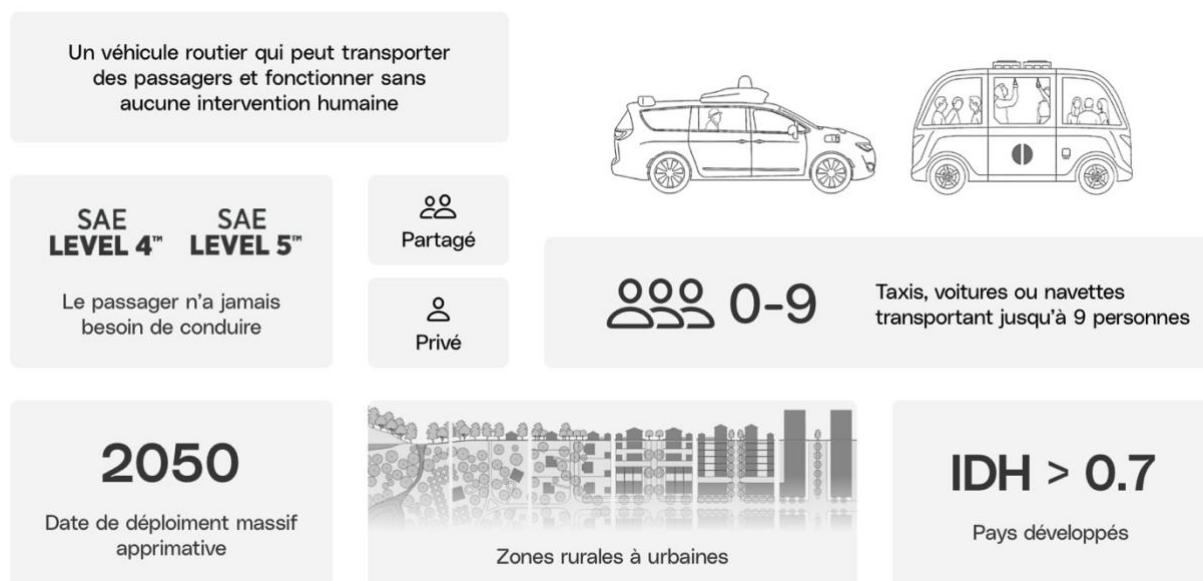 Un véhicule routier qui peut transporter
des passagers et fonctionner sans
aucune intervention humaine
SAE
LEVEL 4™
SAE
LEVEL 5™
Le passager n'a jamais
besoin de conduire
Partagé
Privé
0-9
Taxis, voitures ou navettes
transportant jusqu'à 9 personnes
2050
Date de déploiment massif
apprimative
Zones rurales à urbaines
IDH > 0.7
Pays développés